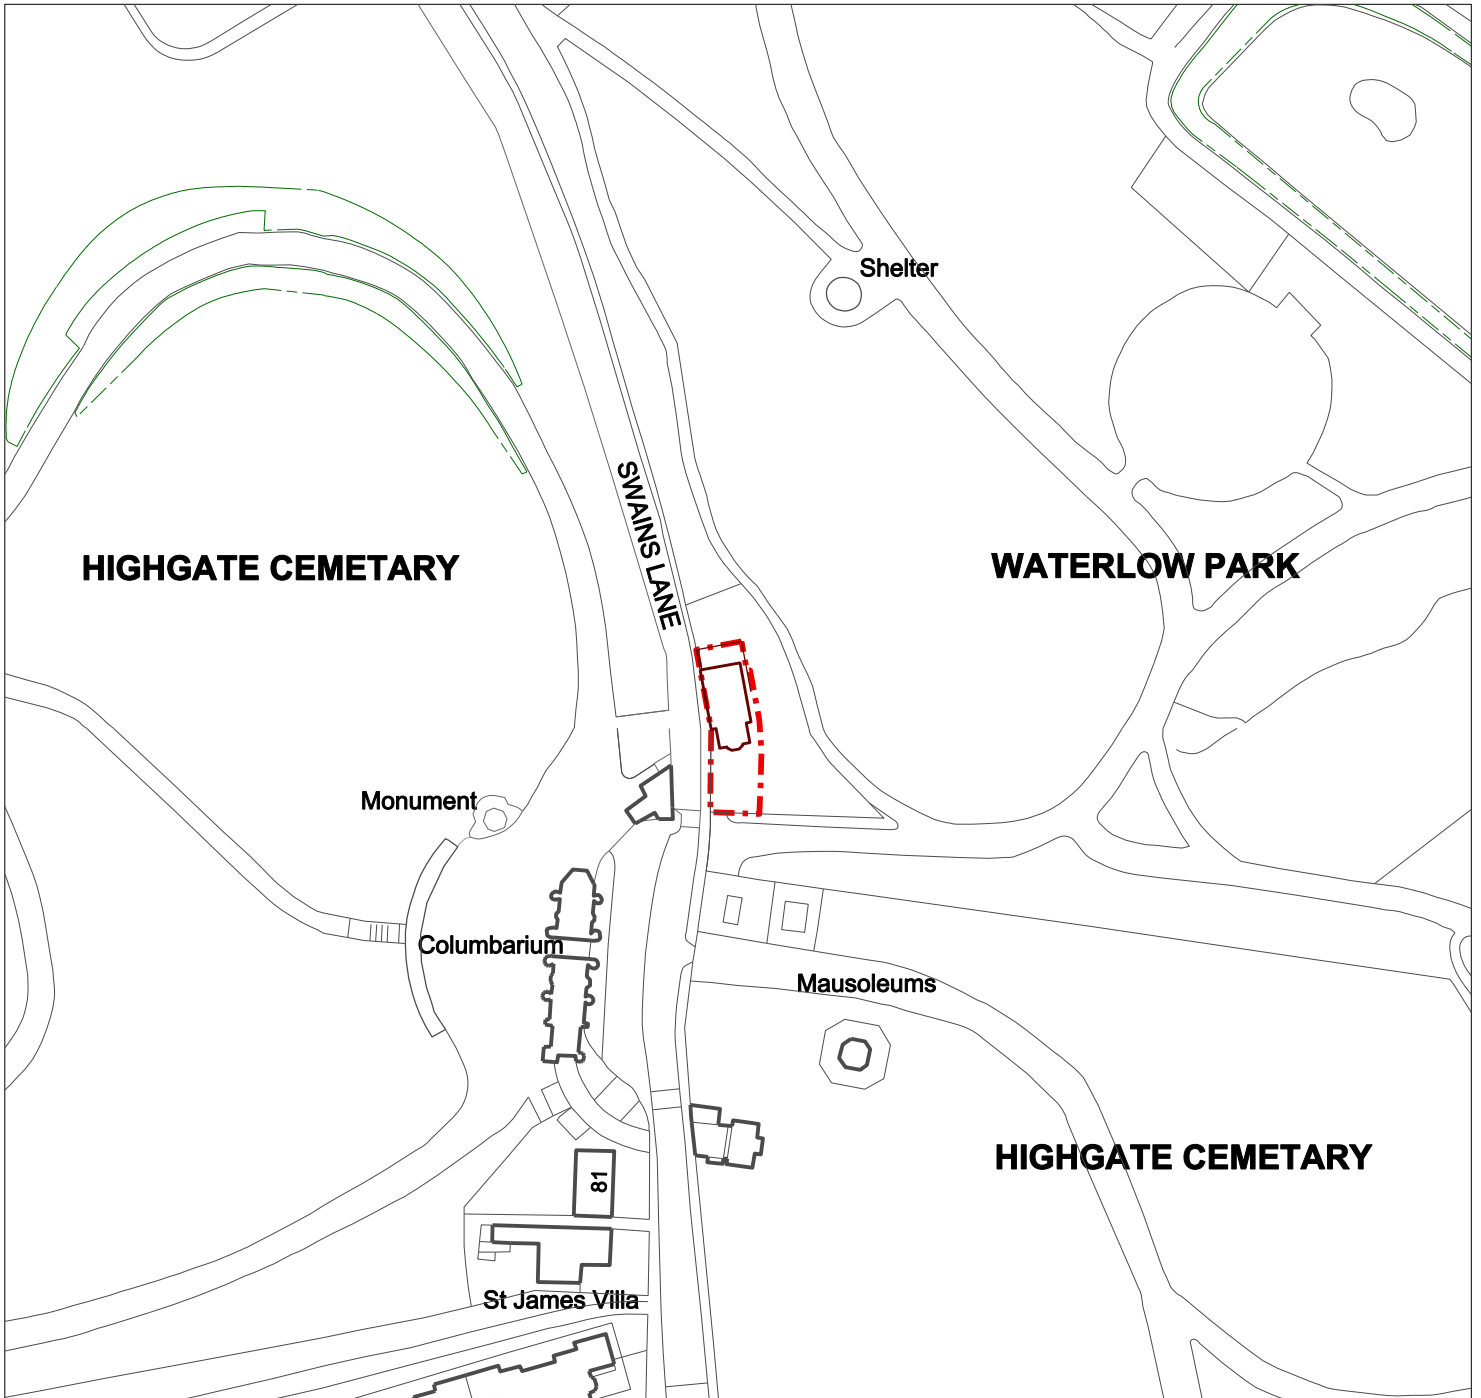 Shelter
SWAINS LANE
HIGHGATE CEMETARY
WATERLOW PARK
Monument
Columbarium
Mausoleums
HIGHGATE CEMETARY
81
St James Villa